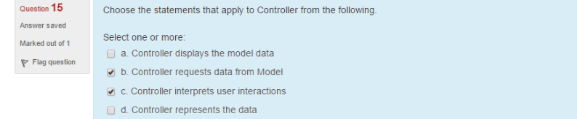 Question 15
Answer saved
Marked out of 1
Flag question
Choose the statements that apply to Controller from the following.
Select one or more:
a. Controller displays the model data
b. Controller requests data from Model
c. Controller interprets user interactions
d. Controller represents the data